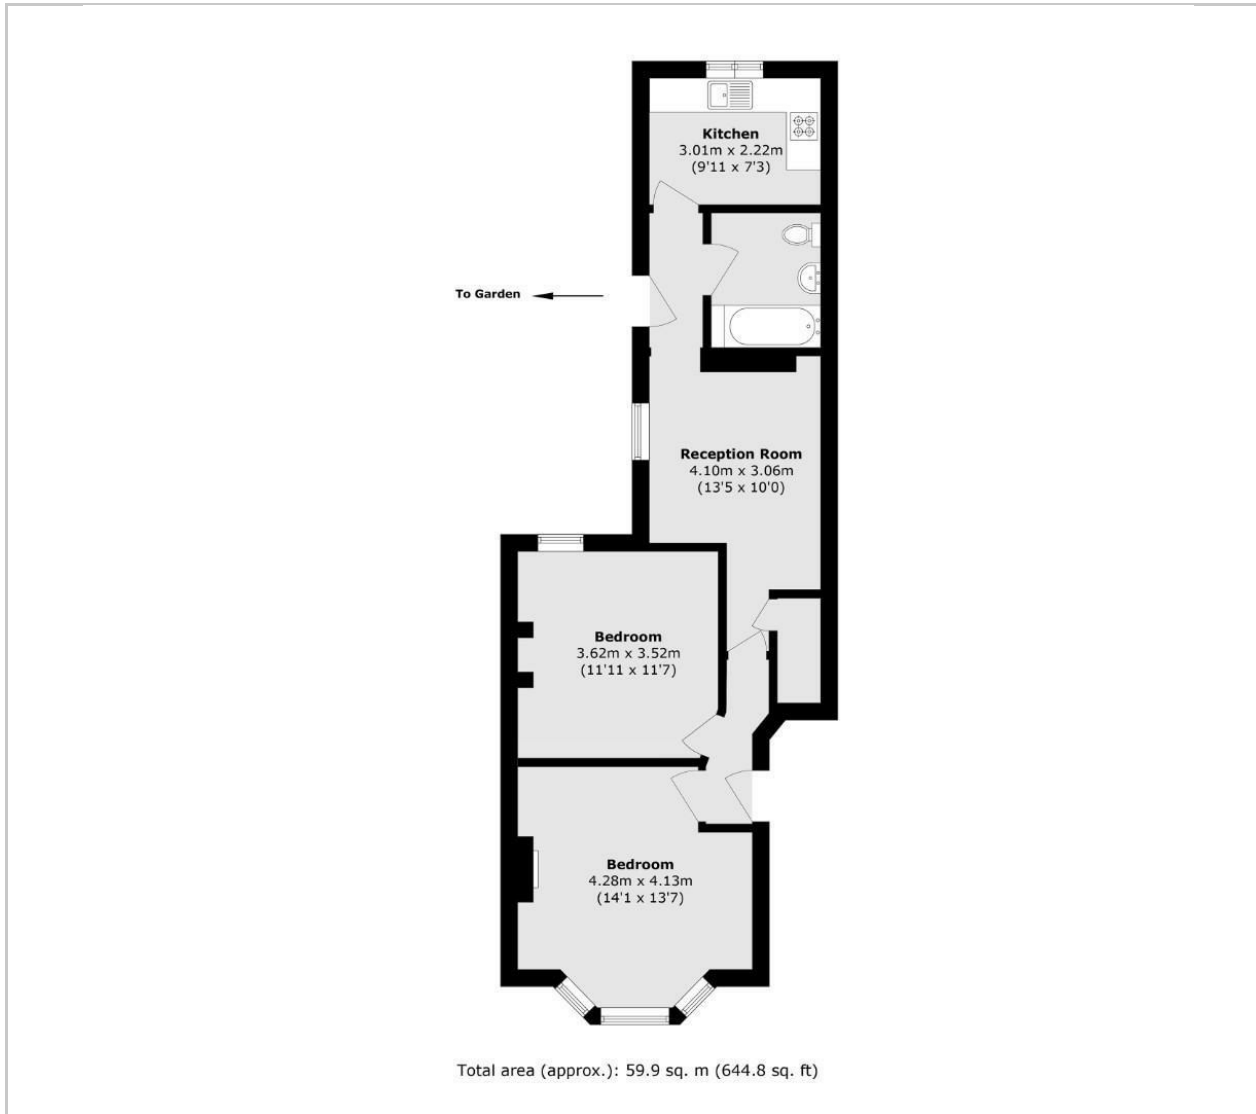 Kitchen
3.01m x 2.22m
(9'11 x 7'3)
To Garden
Reception Room
4.10m x 3.06m
(13'5 x 10'0)
Bedroom
3.62m x 3.52m
(11'11 x 11'7)
Bedroom
4.28m x 4.13m
(14'1 x 13'7)
Total area (approx.): 59.9 sq. m (644.8 sq. ft)